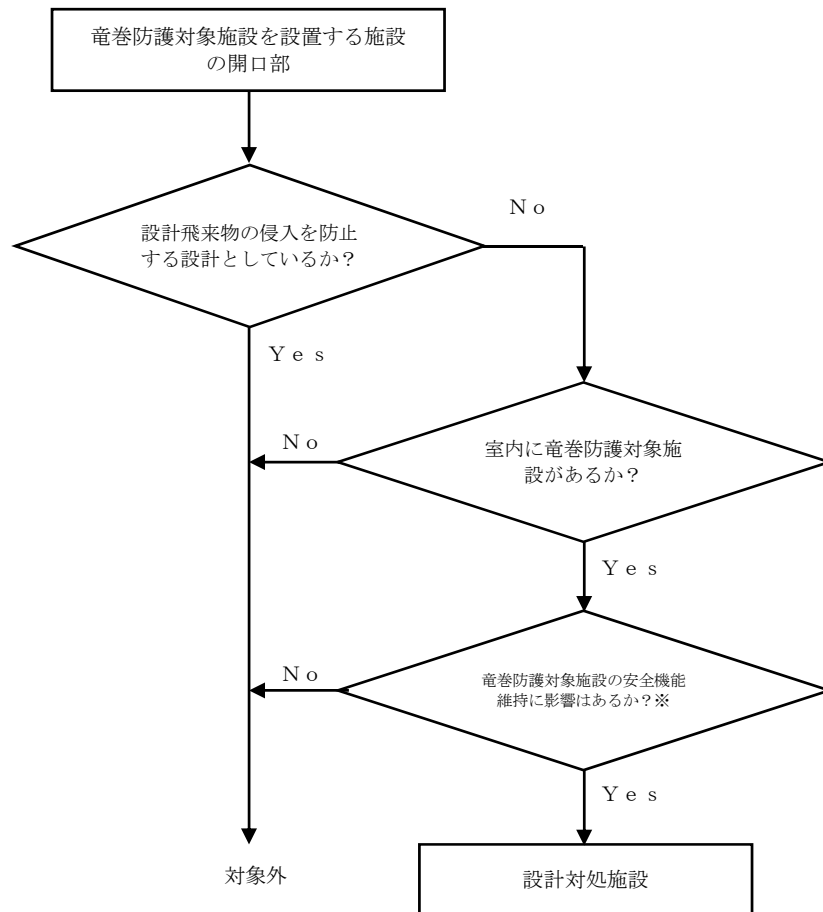 竜巻防護対象施設を設置する施設
の開口部
設計飛来物の侵入を防止
する設計としているか？
Ｎｏ
Ｙｅｓ
室内に竜巻防護対象施
設があるか？
Ｎｏ
Ｙｅｓ
竜巻防護対象施設の安全機能
維持に影響はあるか？※
Ｎｏ
Ｙｅｓ
対象外
設計対処施設